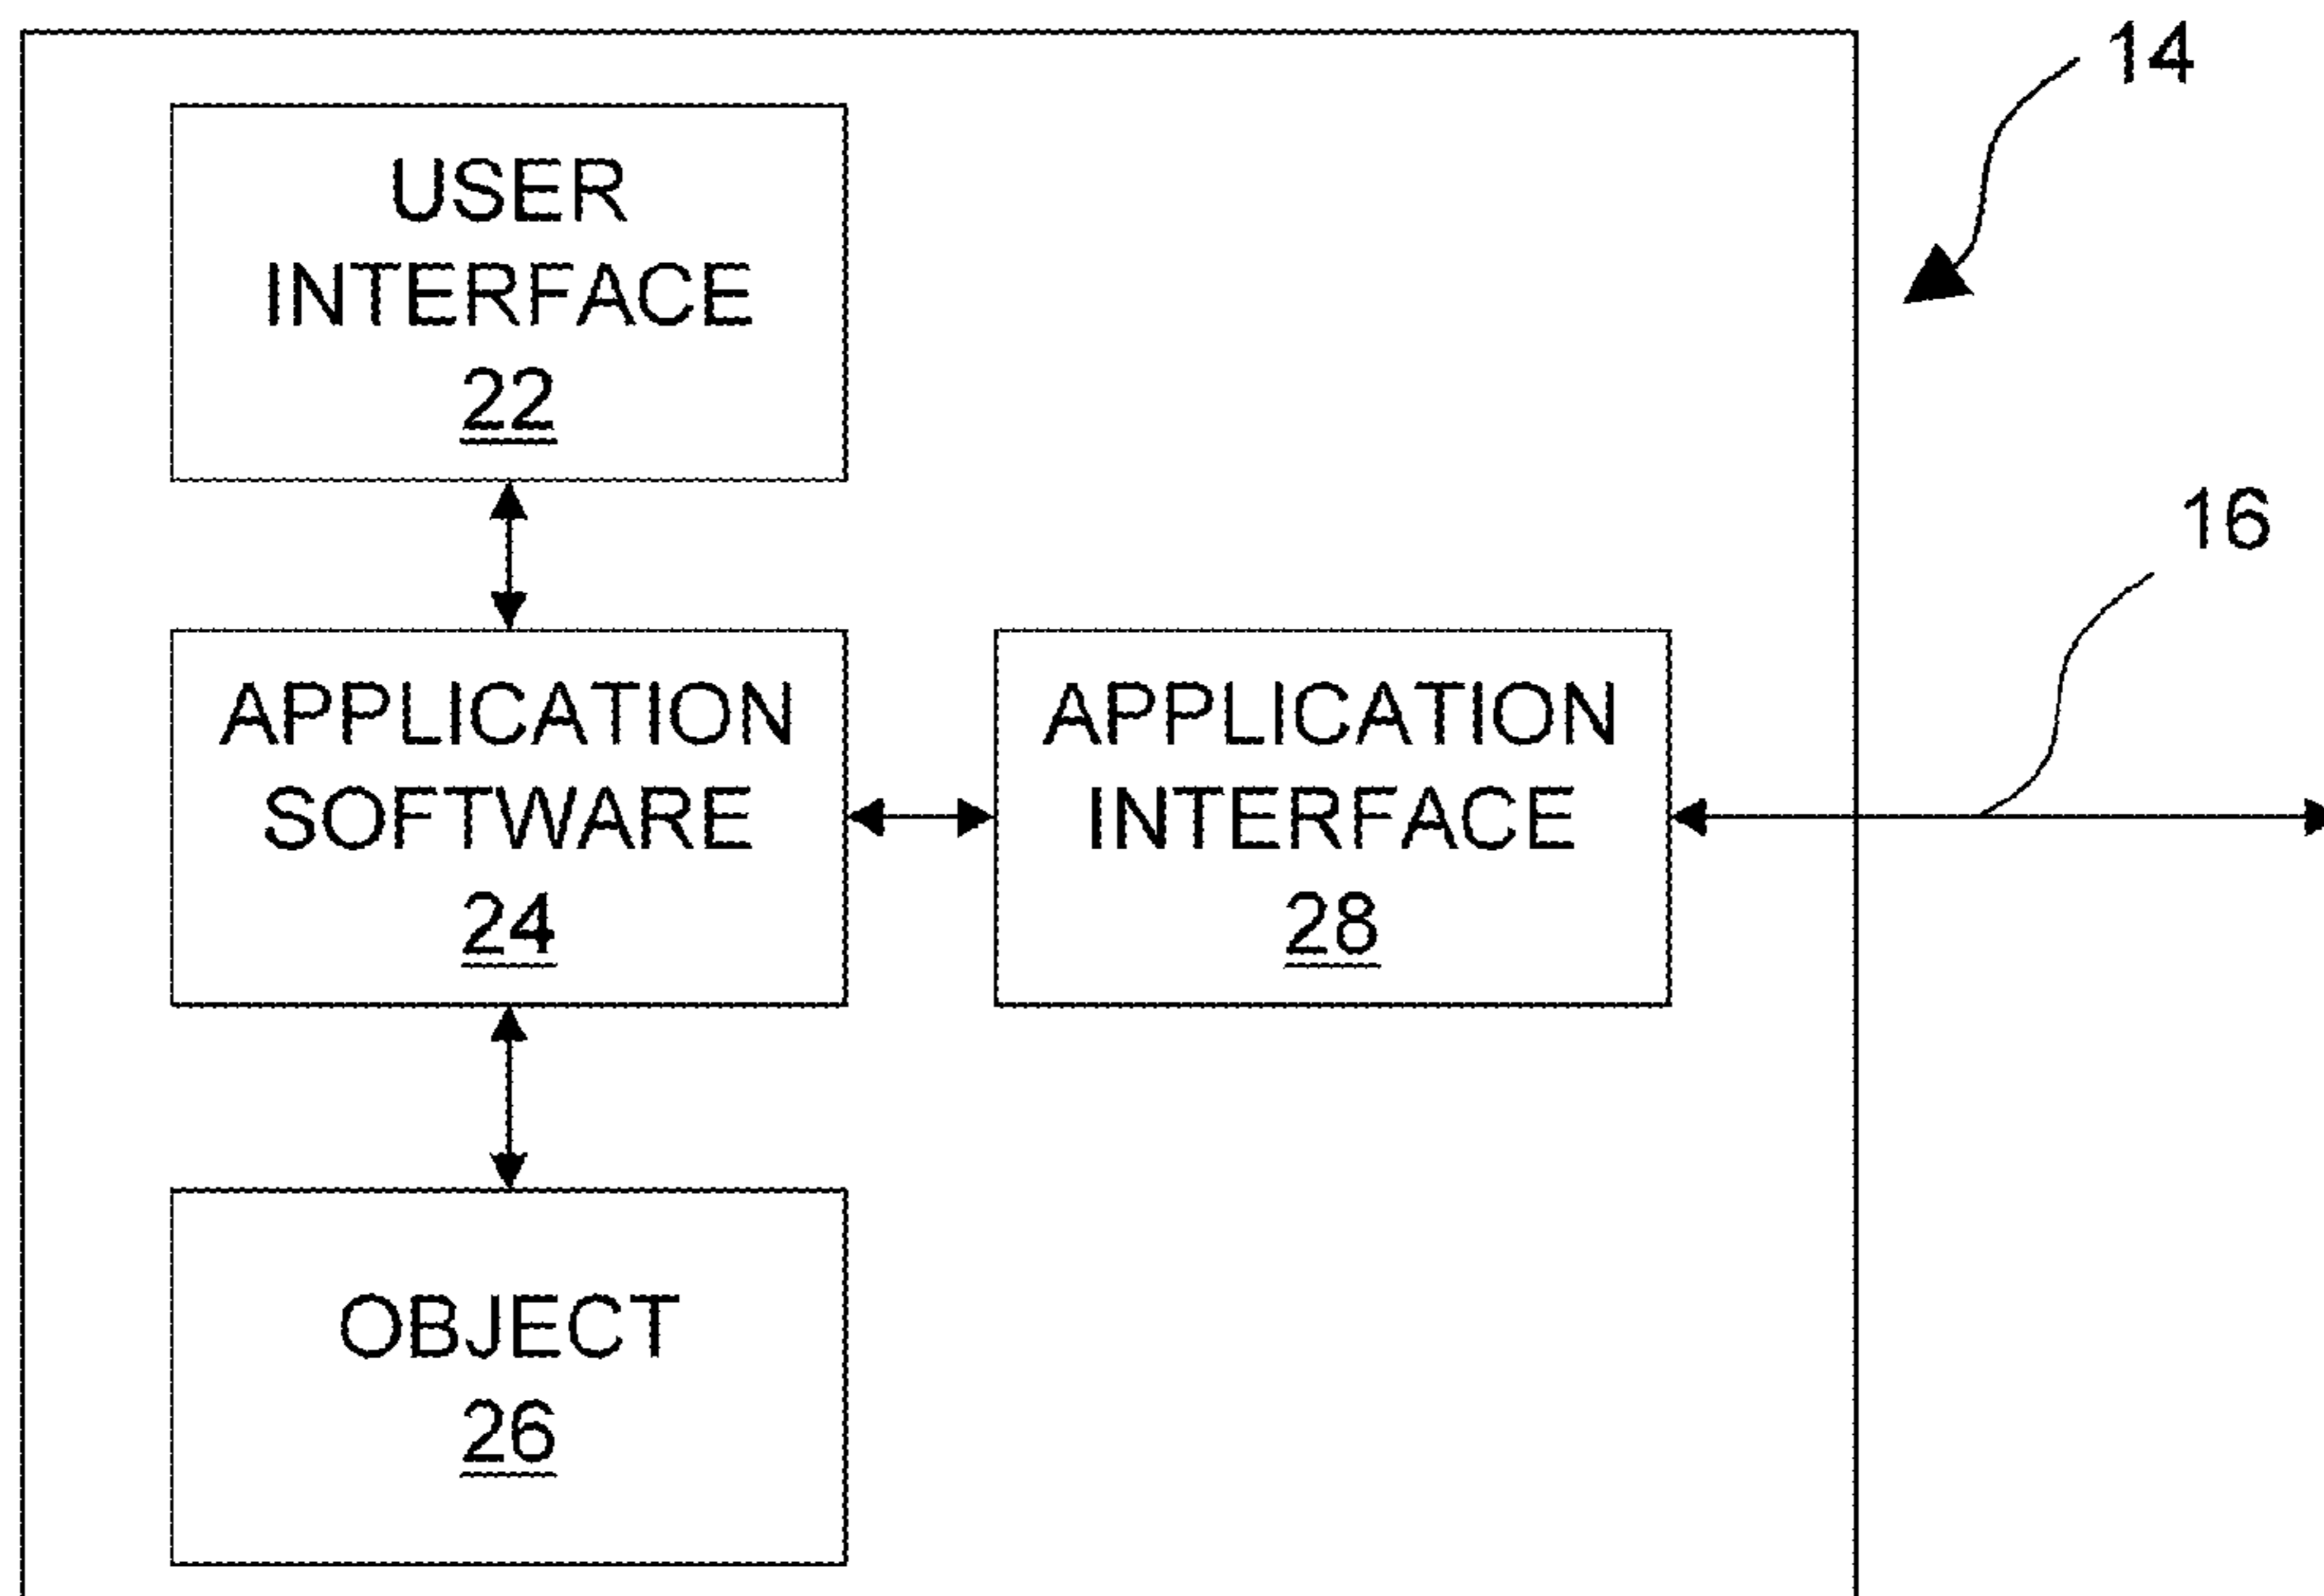 14
USER
INTERFACE
22
16
APPLICATION
SOFTWARE
24
APPLICATION
INTERFACE
28
OBJECT
26